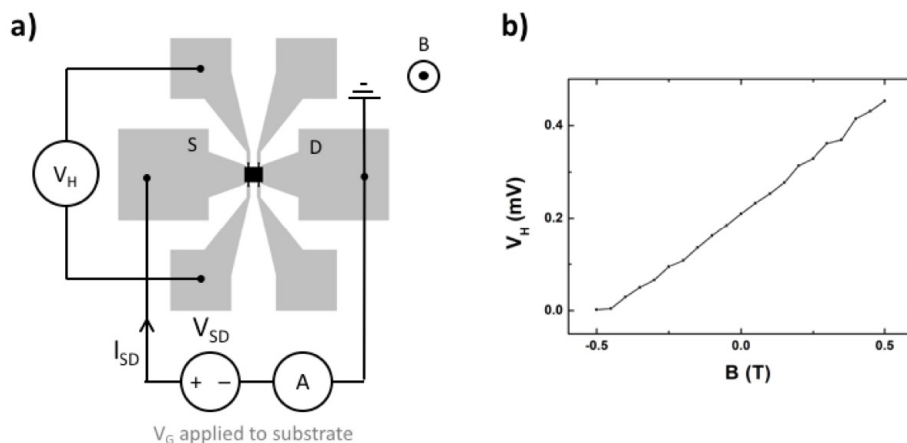 a)
B
S
D
V_H
V_SD
I_SD
+ −
A
V_G applied to substrate
b)
V_H (mV)
0.4
0.2
0.0
-0.5
0.0
0.5
B (T)